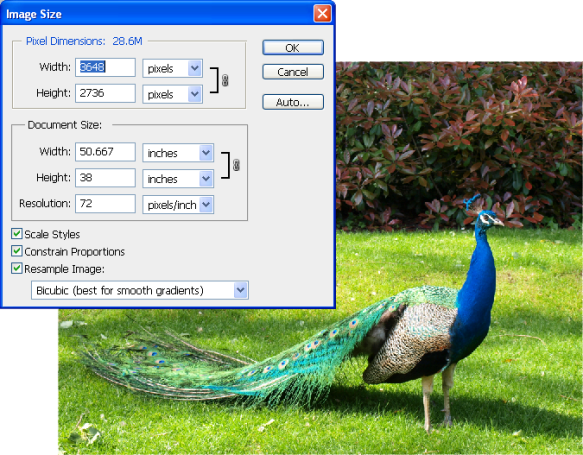 Image Size
Pixel Dimensions: 28.6M
Width: 3648 pixels
Height: 2736 pixels
OK
Cancel
Auto...
Document Size:
Width: 50.667 inches
Height: 38 inches
Resolution: 72 pixels/inch
Scale Styles
Constrain Proportions
Resample Image:
Bicubic (best for smooth gradients)